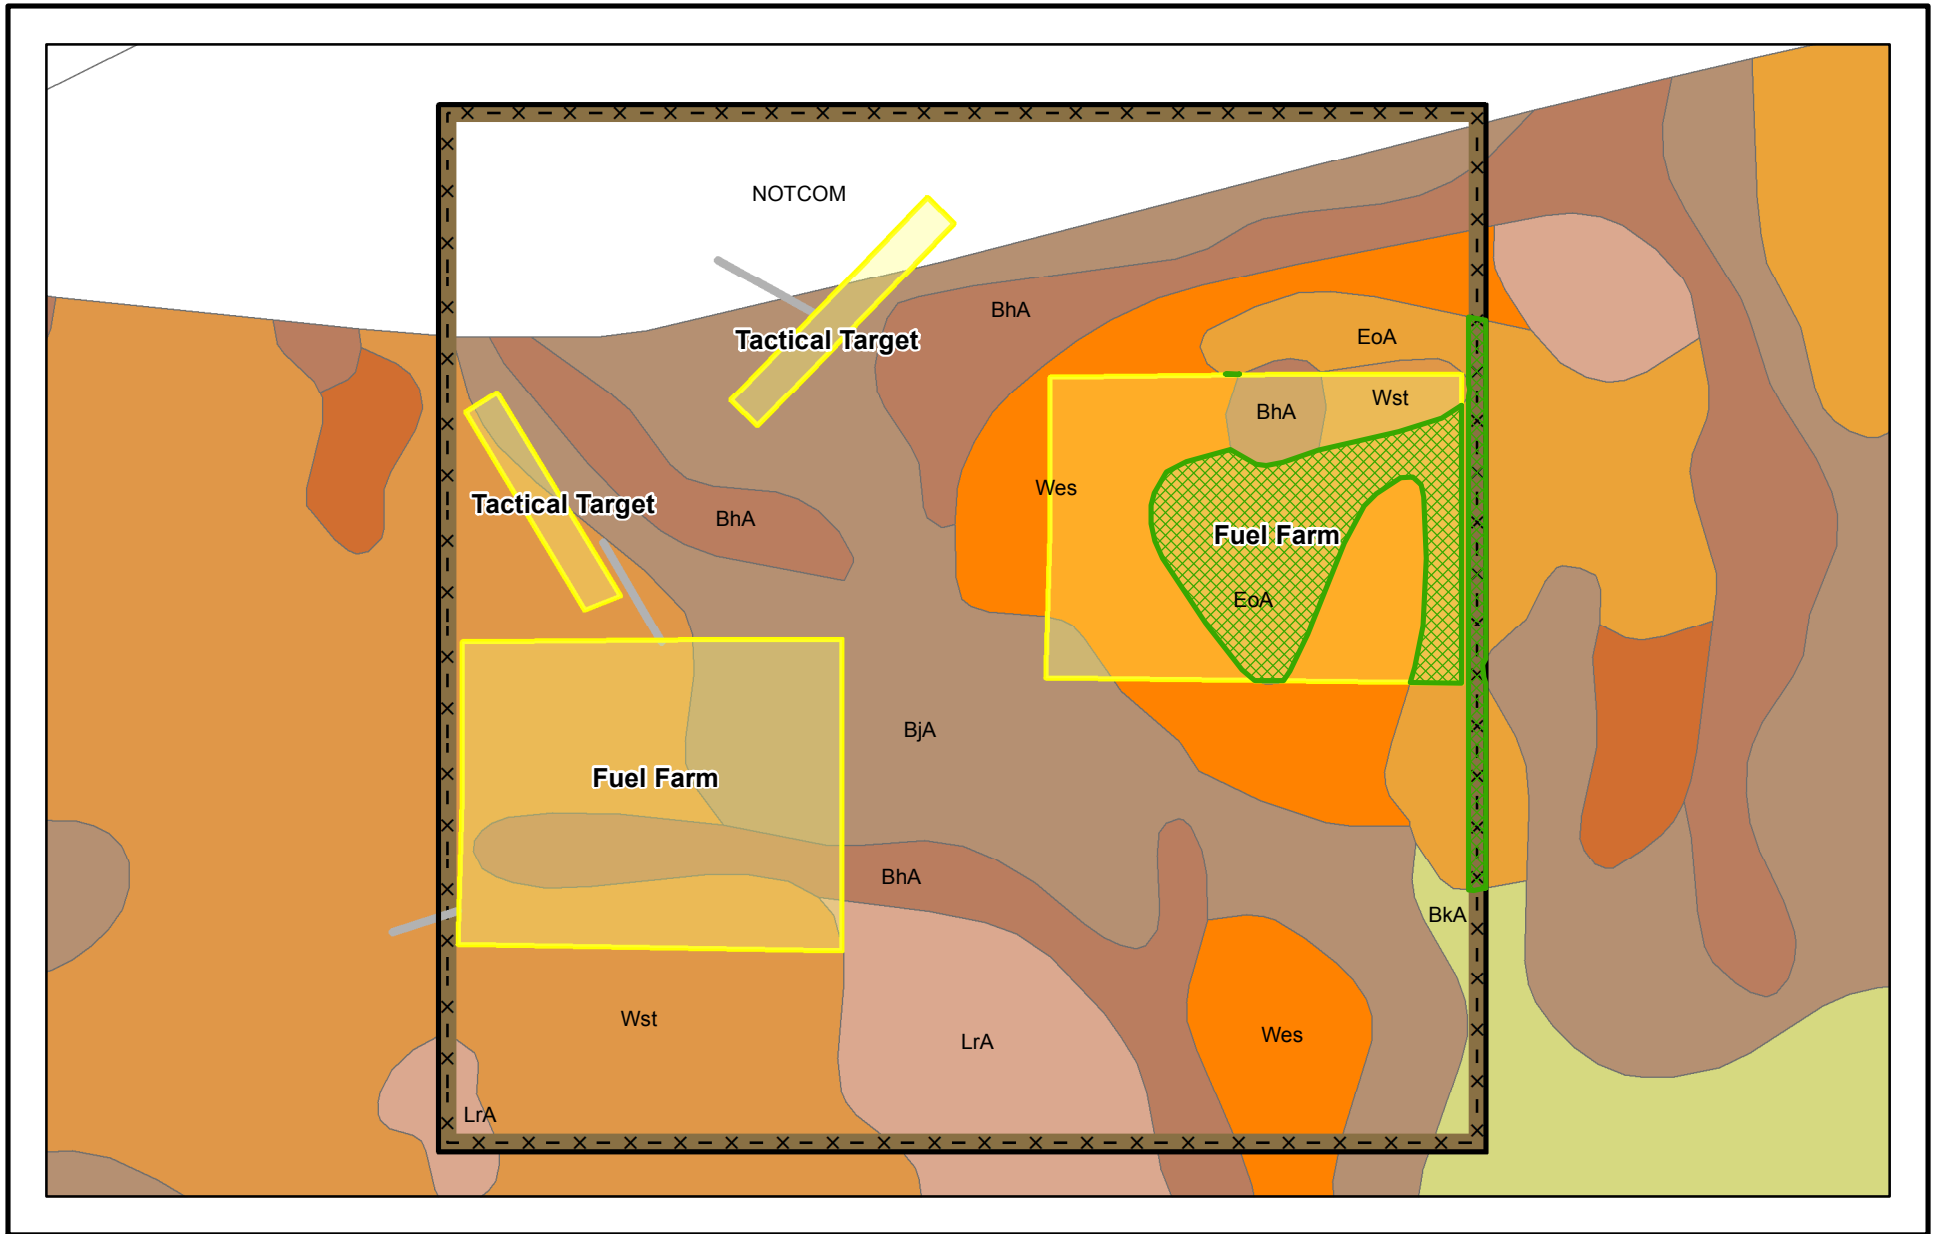 NOTCOM
BhA
EoA
Tactical Target
Wst
BhA
Wes
Tactical Target
BhA
Fuel Farm
EoA
BjA
Fuel Farm
BhA
BkA
Wst
Wes
LrA
LrA